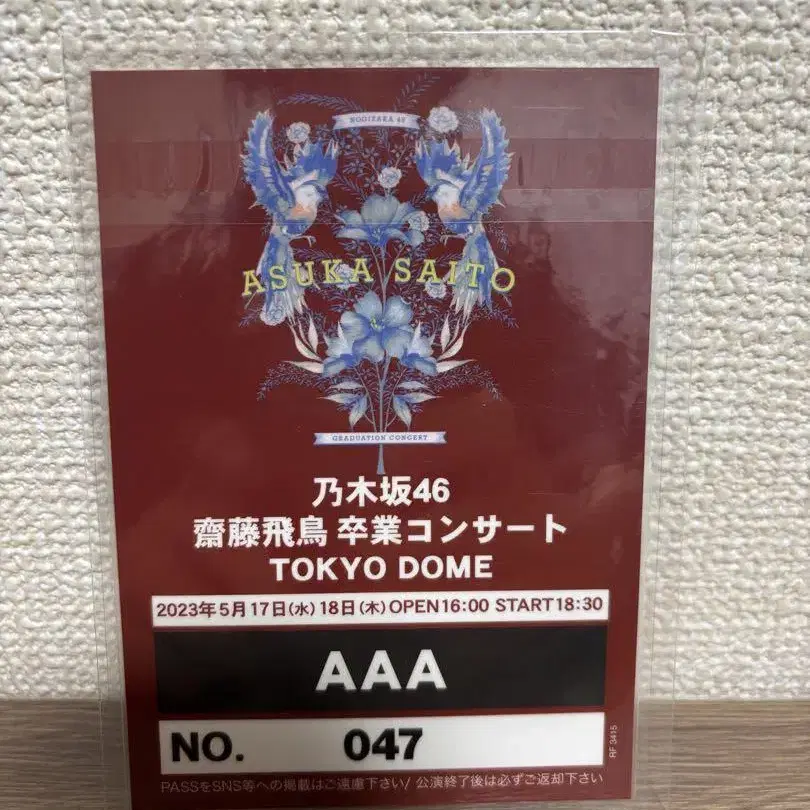 NOGIZAKA 46
ASUKA SAITO
GRADUATION CONCERT
乃木坂46
齋藤飛鳥 卒業コンサート
TOKYO DOME
2023年5月17日(水)18日(木)OPEN16:00 START18:30
AAA
NO. 047
RF 3415
PASSをSNS等への掲載はご遠慮下さい/ 公演終了後は必ずご返却下さい